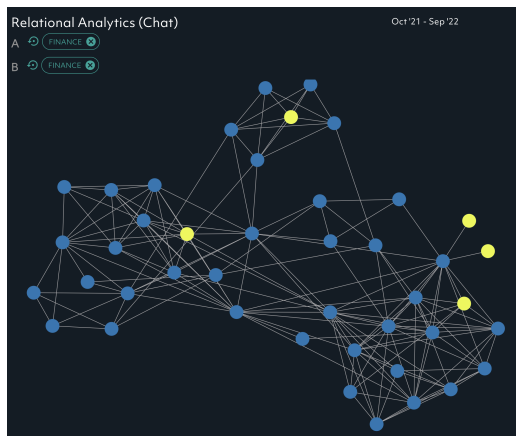 Relational Analytics (Chat)
Oct '21 - Sep '22
A FINANCE
B FINANCE